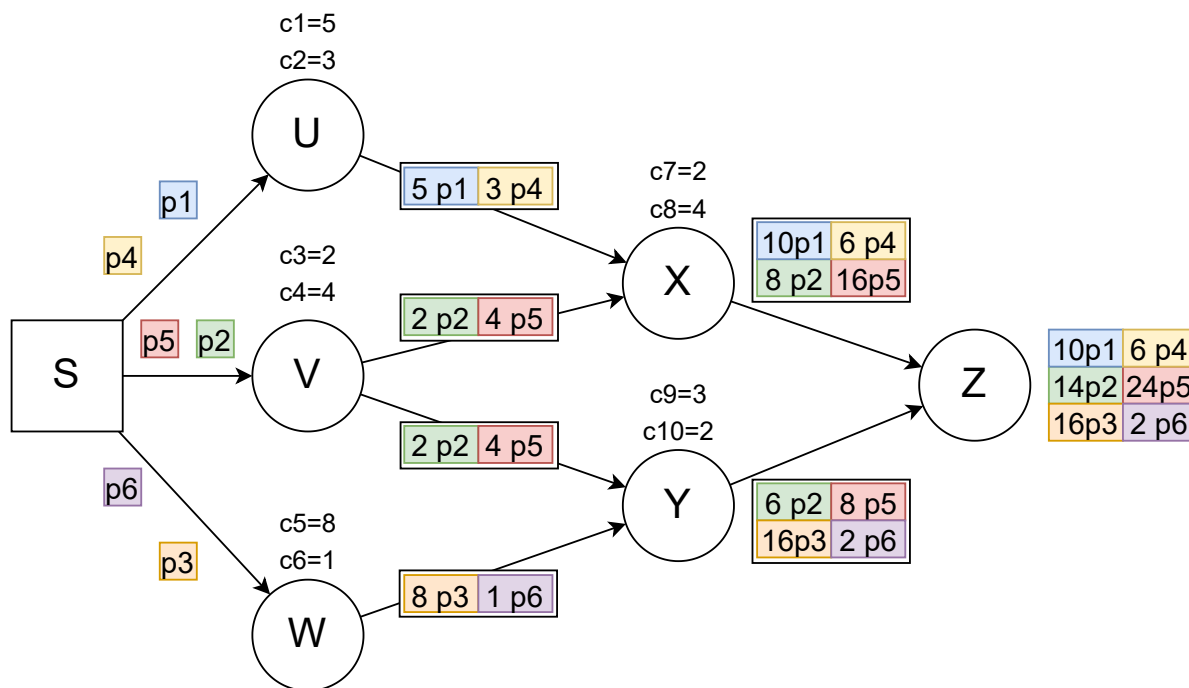 c1=5
c2=3
U
p1
5 p1 3 p4
p4
c7=2
c8=4
X
10p1 6 p4
8 p2 16p5
c3=2
c4=4
V
p5 p2
2 p2 4 p5
S
Z
10p1 6 p4
14p2 24p5
16p3 2 p6
c9=3
c10=2
Y
2 p2 4 p5
6 p2 8 p5
16p3 2 p6
p6
p3
c5=8
c6=1
W
8 p3 1 p6